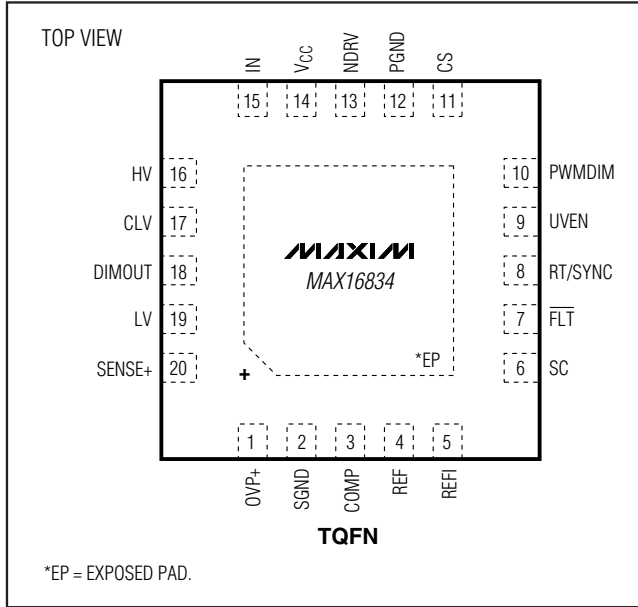 TOP VIEW
IN VCC NDRV PGND CS
15 14 13 12 11
HV 16
CLV 17
DIMOUT 18
LV 19
SENSE+ 20
10 PWMDIM
9 UVEN
8 RT/SYNC
7 FLT
6 SC
MAXIM
MAX16834
*EP
+
1 2 3 4 5
OVP+ SGND COMP REF REFI
TQFN
*EP = EXPOSED PAD.